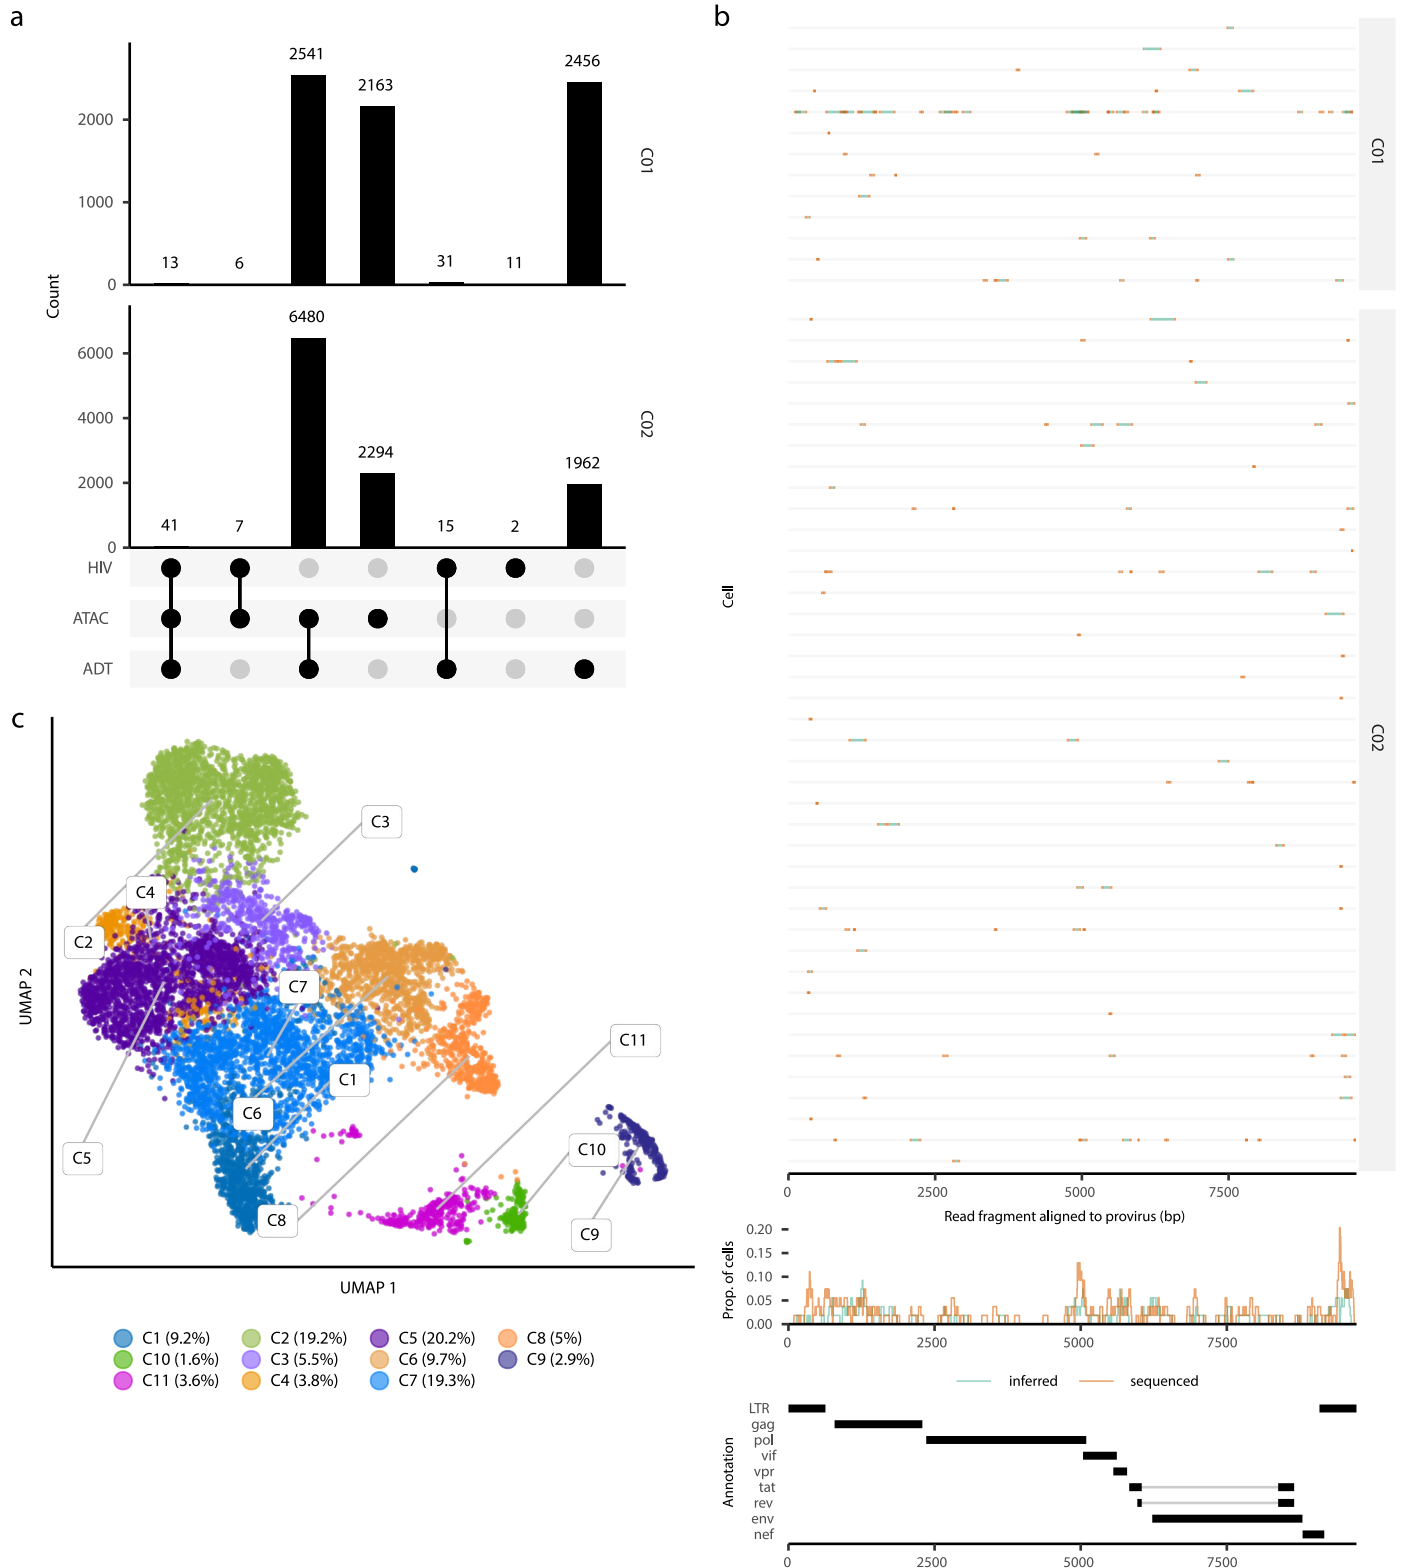 a
2541
2163
2456
2000
1000
0
13
6
31
11
C01
Count
6480
2294
1962
6000
4000
2000
0
41
7
15
2
C02
HIV
ATAC
ADT
b
C01
C02
Cell
0
2500
5000
7500
Read fragment aligned to provirus (bp)
Prop. of cells
0.20
0.15
0.10
0.05
0.00
0
2500
5000
7500
inferred
sequenced
Annotation
LTR
gag
pol
vif
vpr
tat
rev
env
nef
0
2500
5000
7500
c
UMAP 2
C3
C4
C2
C7
C11
C1
C6
C5
C10
C8
C9
UMAP 1
C1 (9.2%)
C2 (19.2%)
C5 (20.2%)
C8 (5%)
C10 (1.6%)
C3 (5.5%)
C6 (9.7%)
C9 (2.9%)
C11 (3.6%)
C4 (3.8%)
C7 (19.3%)